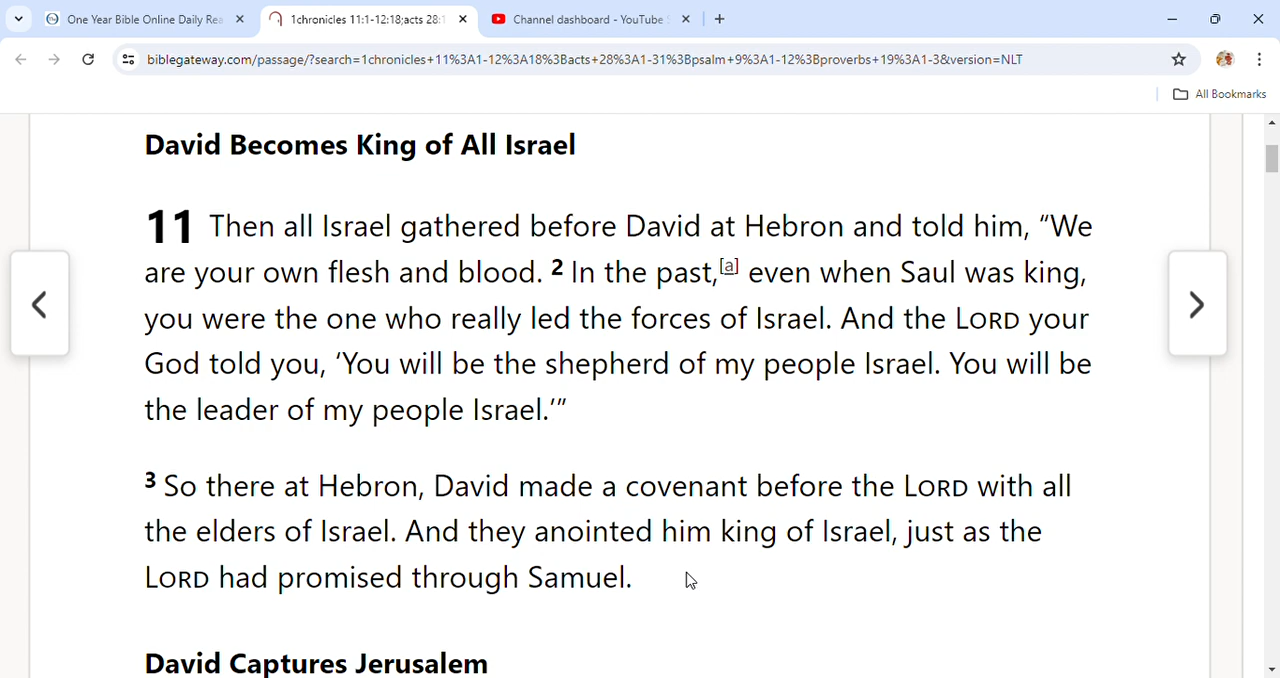 One Year Bible Online Daily Rea
1chronicles 11:1-12:18;acts 28:1
Channel dashboard - YouTube S
biblegateway.com/passage/?search=1chronicles+11%3A1-12%3A18%3Bacts+28%3A1-31%3Bpsalm+9%3A1-12%3Bproverbs+19%3A1-3&version=NLT
All Bookmarks
David Becomes King of All Israel
11 Then all Israel gathered before David at Hebron and told him, “We
are your own flesh and blood. 2 In the past,[a] even when Saul was king,
you were the one who really led the forces of Israel. And the LORD your
God told you, ‘You will be the shepherd of my people Israel. You will be
the leader of my people Israel.’”
3 So there at Hebron, David made a covenant before the LORD with all
the elders of Israel. And they anointed him king of Israel, just as the
LORD had promised through Samuel.
David Captures Jerusalem